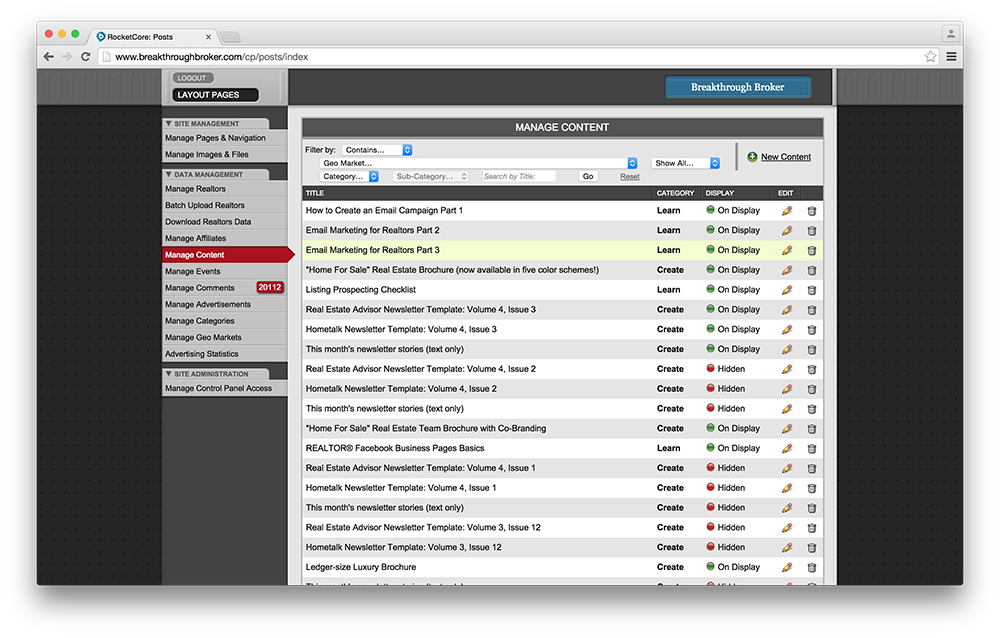 RocketCore: Posts
www.breakthroughbroker.com/cp/posts/index
LOGOUT
LAYOUT PAGES
Breakthrough Broker
SITE MANAGEMENT
Manage Pages & Navigation
Manage Images & Files
DATA MANAGEMENT
Manage Realtors
Batch Upload Realtors
Download Realtors Data
Manage Affiliates
Manage Content
Manage Events
Manage Comments 20112
Manage Advertisements
Manage Categories
Manage Geo Markets
Advertising Statistics
SITE ADMINISTRATION
Manage Control Panel Access
MANAGE CONTENT
Filter by: Contains...
Geo Market... Show All... New Content
Category... Sub-Category... Search by Title: Go Reset
TITLE CATEGORY DISPLAY EDIT
How to Create an Email Campaign Part 1 Learn On Display
Email Marketing for Realtors Part 2 Learn On Display
Email Marketing for Realtors Part 3 Learn On Display
"Home For Sale" Real Estate Brochure (now available in five color schemes!) Create On Display
Listing Prospecting Checklist Learn On Display
Real Estate Advisor Newsletter Template: Volume 4, Issue 3 Create On Display
Hometalk Newsletter Template: Volume 4, Issue 3 Create On Display
This month's newsletter stories (text only) Create On Display
Real Estate Advisor Newsletter Template: Volume 4, Issue 2 Create Hidden
Hometalk Newsletter Template: Volume 4, Issue 2 Create Hidden
This month's newsletter stories (text only) Create Hidden
"Home For Sale" Real Estate Team Brochure with Co-Branding Create On Display
REALTOR® Facebook Business Pages Basics Learn On Display
Real Estate Advisor Newsletter Template: Volume 4, Issue 1 Create Hidden
Hometalk Newsletter Template: Volume 4, Issue 1 Create Hidden
This month's newsletter stories (text only) Create Hidden
Real Estate Advisor Newsletter Template: Volume 3, Issue 12 Create Hidden
Hometalk Newsletter Template: Volume 3, Issue 12 Create Hidden
Ledger-size Luxury Brochure Create On Display